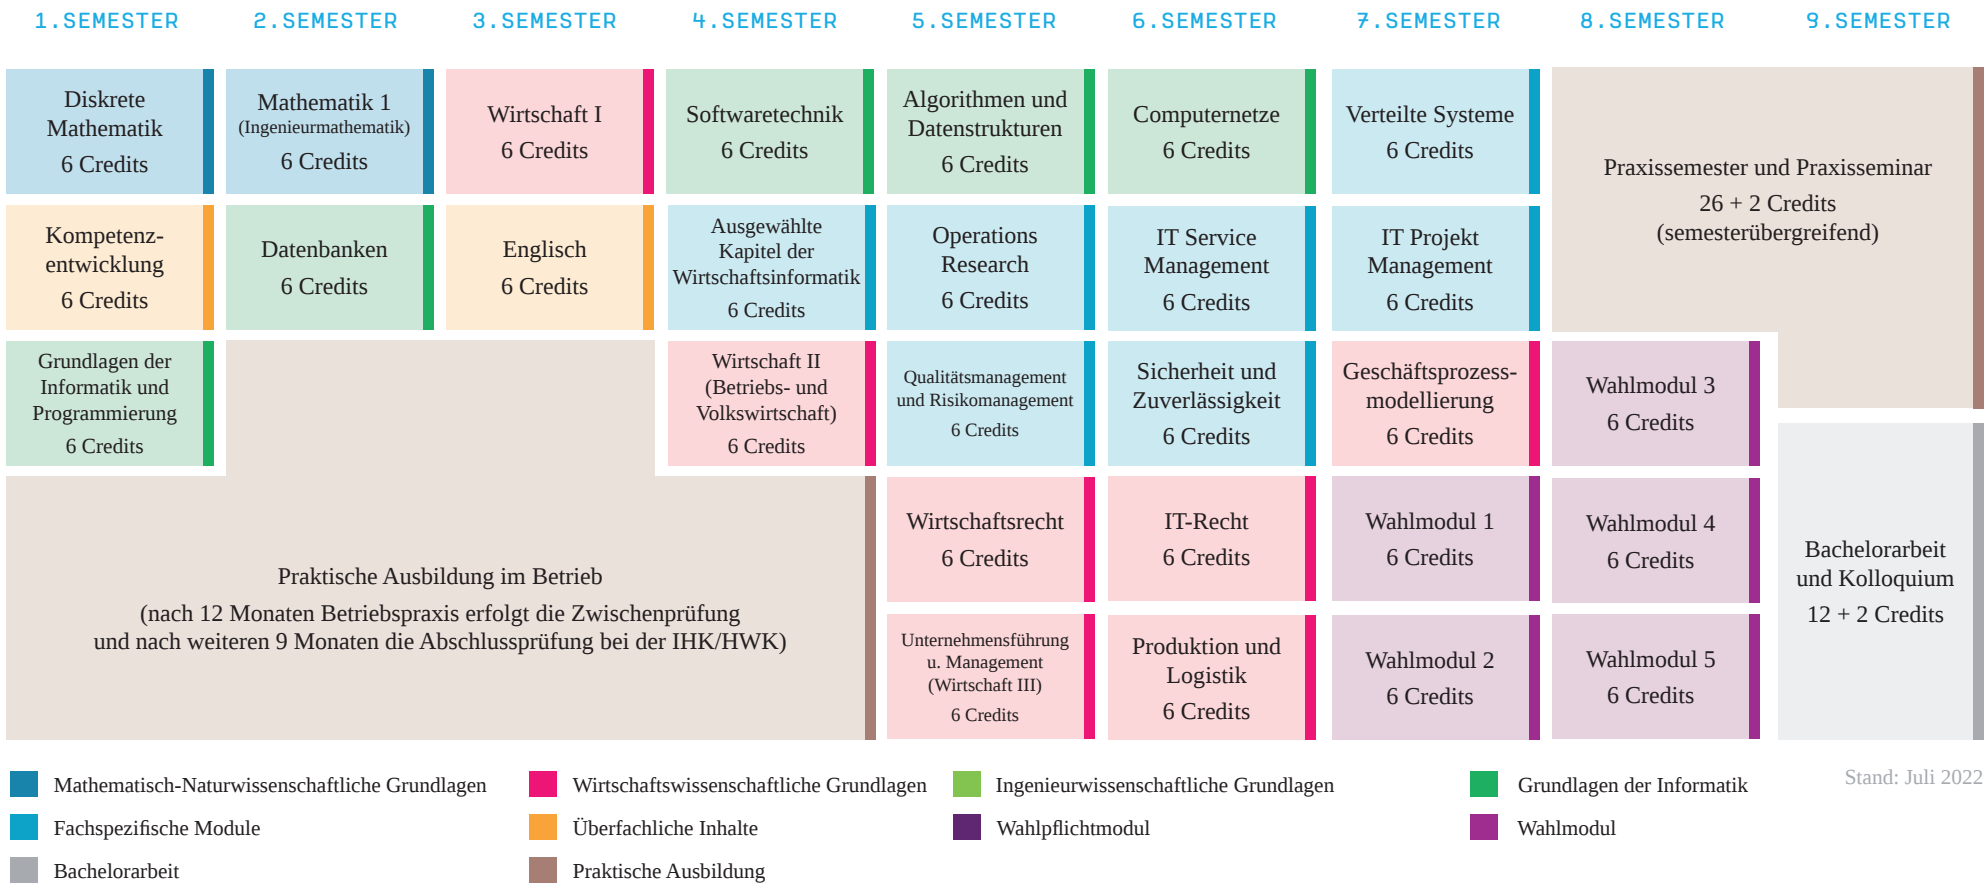 1.SEMESTER
2.SEMESTER
3.SEMESTER
4.SEMESTER
5.SEMESTER
6.SEMESTER
7.SEMESTER
8.SEMESTER
9.SEMESTER
Diskrete
Mathematik
6 Credits
Mathematik 1
(Ingenieurmathematik)
6 Credits
Wirtschaft I
6 Credits
Softwaretechnik
6 Credits
Algorithmen und
Datenstrukturen
6 Credits
Computernetze
6 Credits
Verteilte Systeme
6 Credits
Praxissemester und Praxisseminar
26 + 2 Credits
(semesterübergreifend)
Kompetenz-
entwicklung
6 Credits
Datenbanken
6 Credits
Englisch
6 Credits
Ausgewählte
Kapitel der
Wirtschaftsinformatik
6 Credits
Operations
Research
6 Credits
IT Service
Management
6 Credits
IT Projekt
Management
6 Credits
Grundlagen der
Informatik und
Programmierung
6 Credits
Wirtschaft II
(Betriebs- und
Volkswirtschaft)
6 Credits
Qualitätsmanagement
und Risikomanagement
6 Credits
Sicherheit und
Zuverlässigkeit
6 Credits
Geschäftsprozess-
modellierung
6 Credits
Wahlmodul 3
6 Credits
Praktische Ausbildung im Betrieb
(nach 12 Monaten Betriebspraxis erfolgt die Zwischenprüfung
und nach weiteren 9 Monaten die Abschlussprüfung bei der IHK/HWK)
Wirtschaftsrecht
6 Credits
IT-Recht
6 Credits
Wahlmodul 1
6 Credits
Wahlmodul 4
6 Credits
Bachelorarbeit
und Kolloquium
12 + 2 Credits
Unternehmensführung
u. Management
(Wirtschaft III)
6 Credits
Produktion und
Logistik
6 Credits
Wahlmodul 2
6 Credits
Wahlmodul 5
6 Credits
Mathematisch-Naturwissenschaftliche Grundlagen
Wirtschaftswissenschaftliche Grundlagen
Ingenieurwissenschaftliche Grundlagen
Grundlagen der Informatik
Stand: Juli 2022
Fachspezifische Module
Überfachliche Inhalte
Wahlpflichtmodul
Wahlmodul
Bachelorarbeit
Praktische Ausbildung